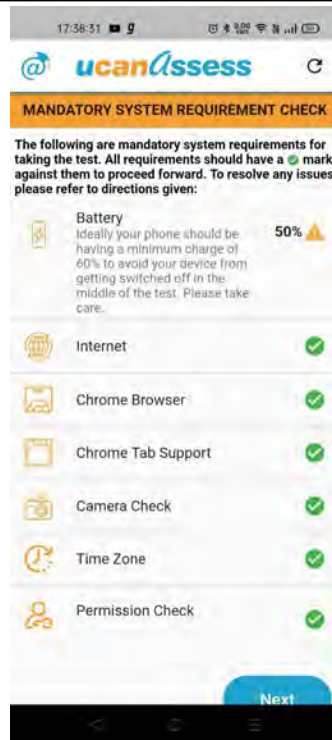 17:38:31
ucanAssess
MANDATORY SYSTEM REQUIREMENT CHECK
The following are mandatory system requirements for
taking the test. All requirements should have a mark
against them to proceed forward. To resolve any issues
please refer to directions given:
Battery
Ideally your phone should be
having a minimum charge of
60% to avoid your device from
getting switched off in the
middle of the test. Please take
care.
50%
Internet
Chrome Browser
Chrome Tab Support
Camera Check
Time Zone
Permission Check
Next